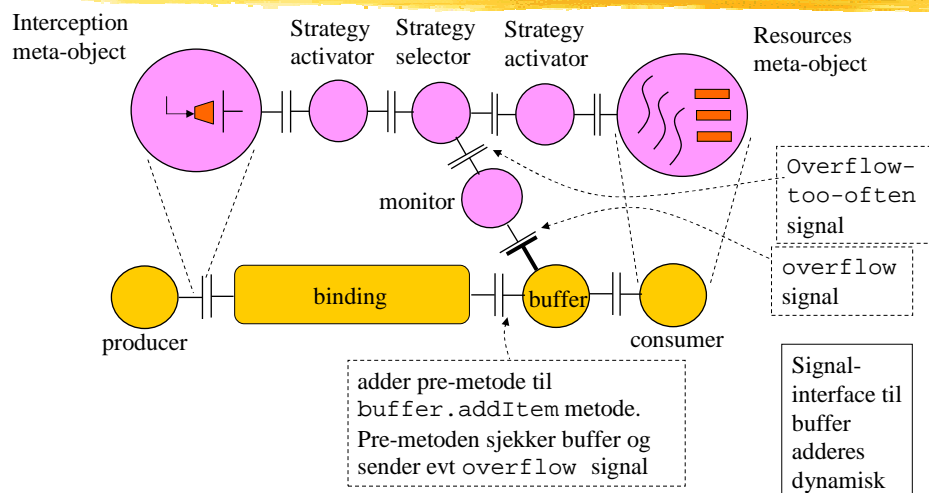 Interception
meta-object
Strategy
activator
Strategy
selector
Strategy
activator
Resources
meta-object
Overflow-
too-often
signal
monitor
overflow
signal
producer
binding
buffer
consumer
adder pre-metode til
buffer.addItem metode.
Pre-metoden sjekker buffer og
sender evt overflow signal
Signal-
interface til
buffer
adderes
dynamisk